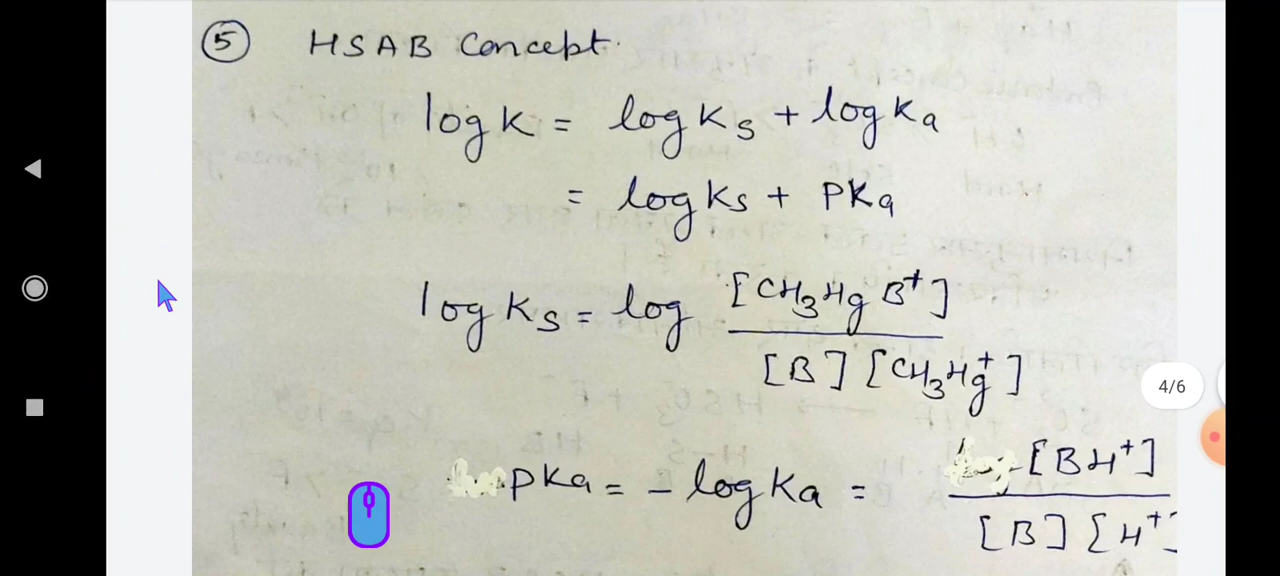 ⑤ HSAB Concept.
log K = log Ks + log Ka
= log Ks + PKa
log Ks = log [CH₃HgB⁺]
[B] [CH₃Hg⁺]
4/6
pKa = - log Ka = [BH⁺]
[B] [H⁺]